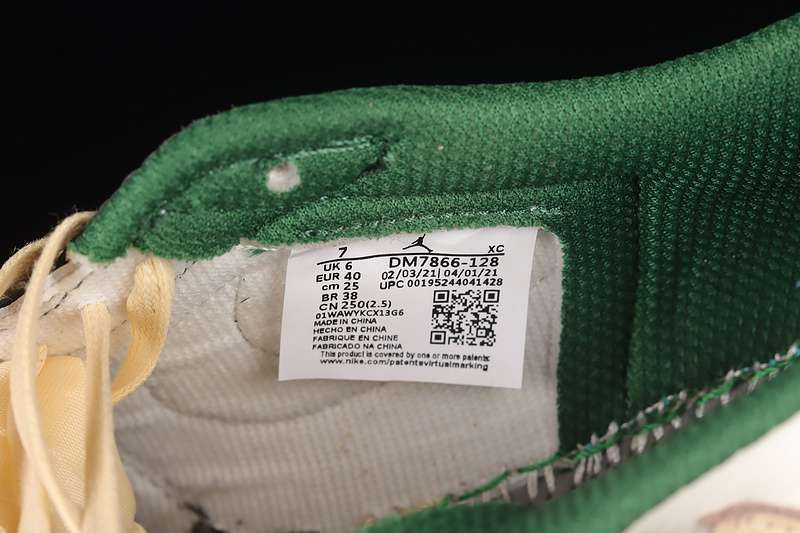 7 XC
UK 6 DM7866-128
EUR 40 02/03/21| 04/01/21
cm 25 UPC 00195244041428
BR 38
CN 250(2.5)
01WAWYKCX13G6
MADE IN CHINA
HECHO EN CHINA
FABRIQUE EN CHINE
FABRICADO NA CHINA
This product is covered by one or more patents:
www.nike.com/patentsvirtualmarking